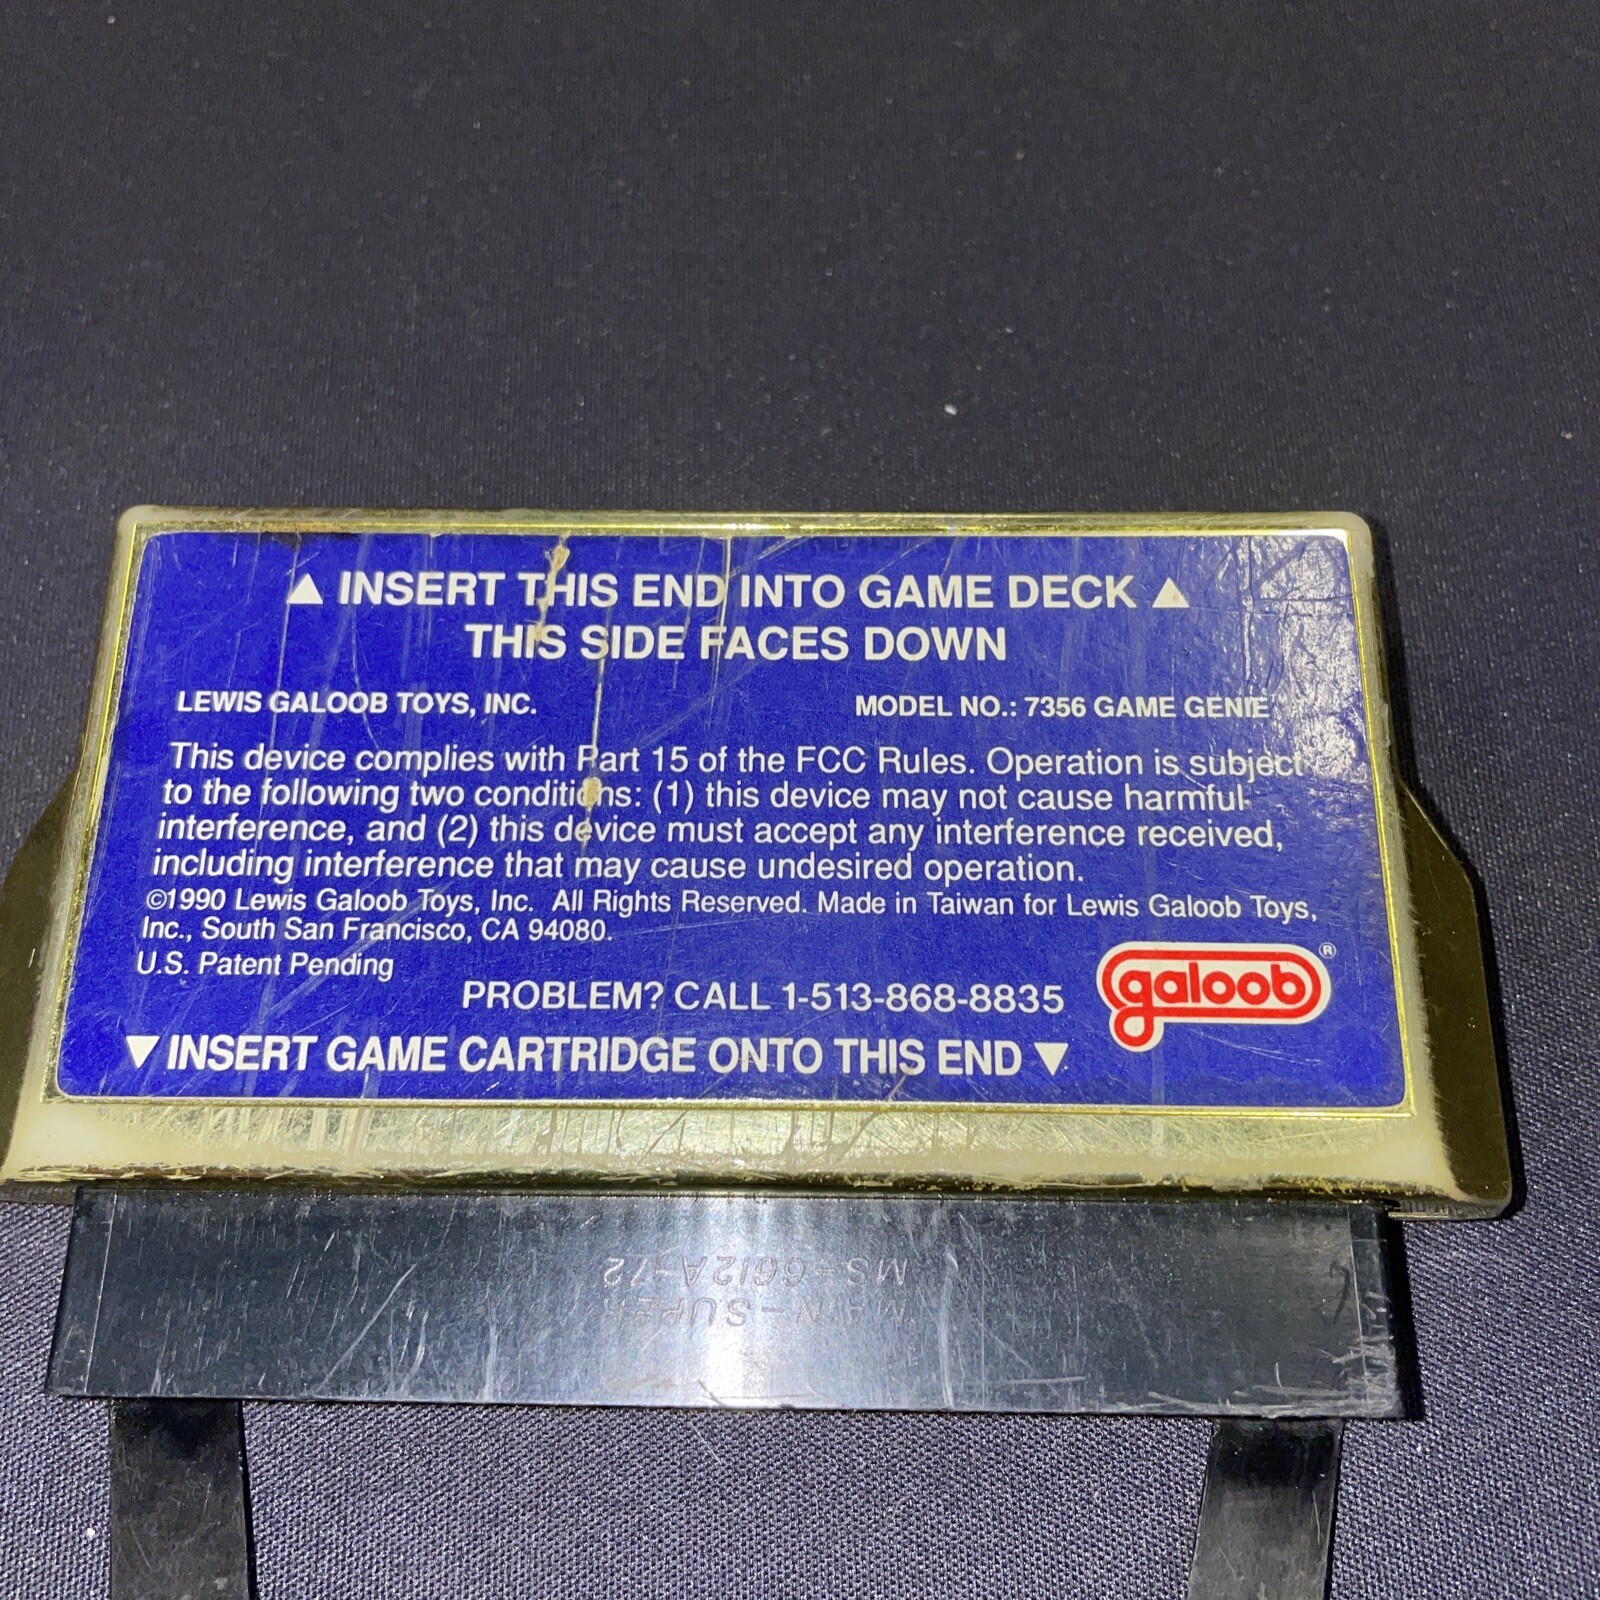 ▲ INSERT THIS END INTO GAME DECK ▲
THIS SIDE FACES DOWN
LEWIS GALOOB TOYS, INC. MODEL NO.: 7356 GAME GENIE
This device complies with Part 15 of the FCC Rules. Operation is subject
to the following two conditions: (1) this device may not cause harmful
interference, and (2) this device must accept any interference received,
including interference that may cause undesired operation.
©1990 Lewis Galoob Toys, Inc. All Rights Reserved. Made in Taiwan for Lewis Galoob Toys,
Inc., South San Francisco, CA 94080.
U.S. Patent Pending
PROBLEM? CALL 1-513-868-8835
galoob®
▼ INSERT GAME CARTRIDGE ONTO THIS END ▼
MAIN-SUPER
MS-6612A-72